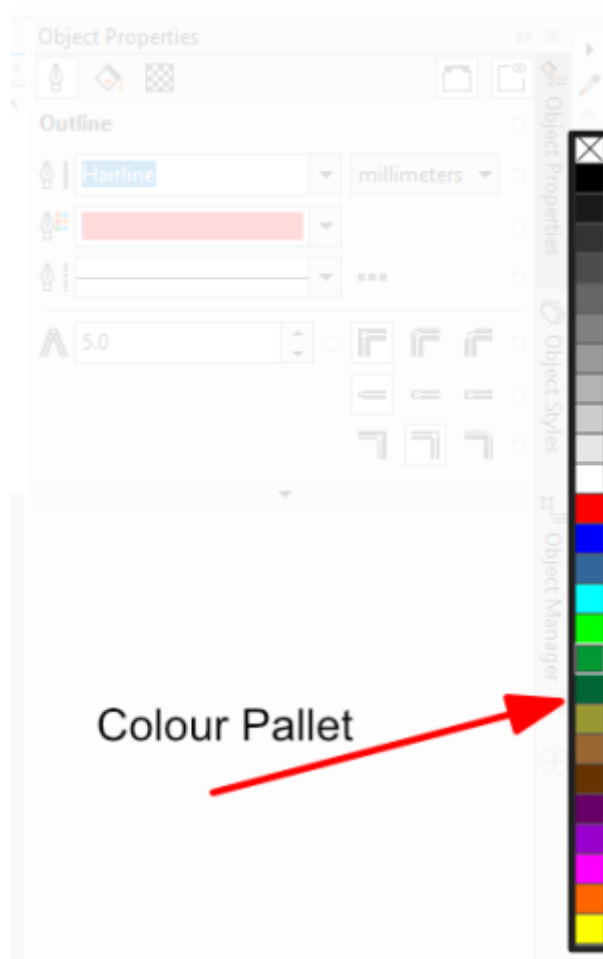 Object Properties
Outline
Hairline
millimeters
5.0
Object Properties
Object Styles
Object Manager
Colour Pallet